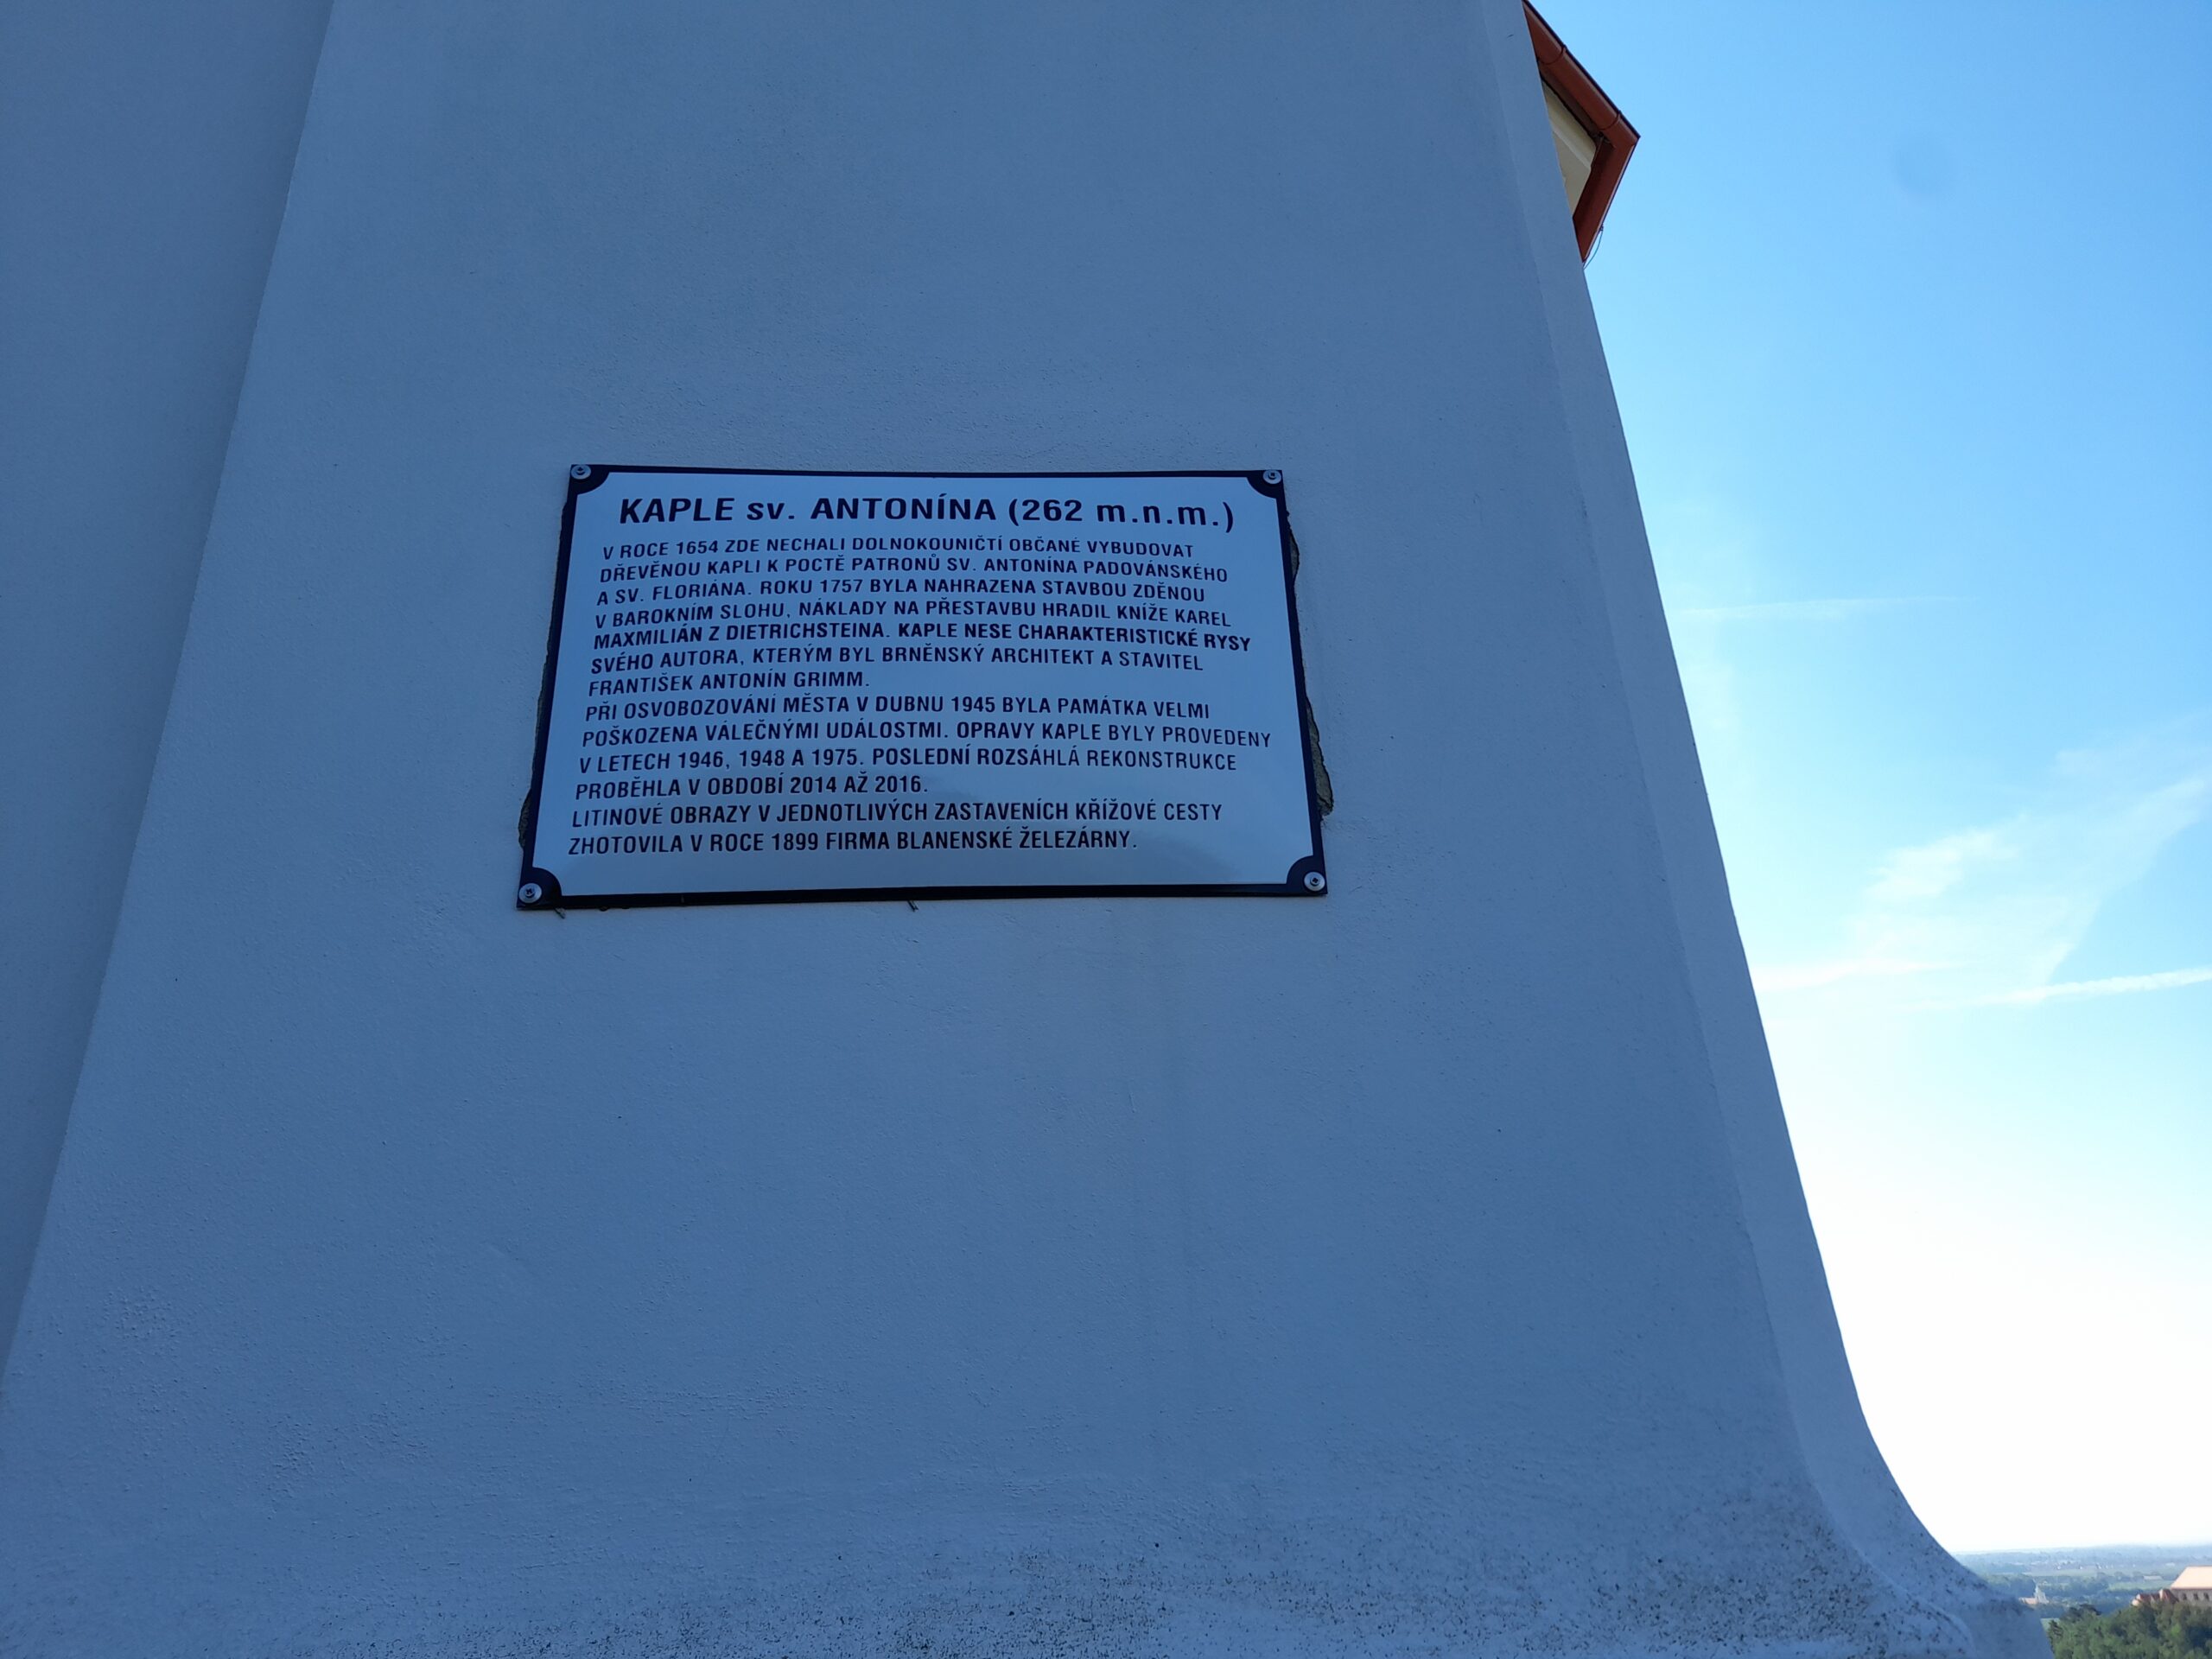 KAPLE sv. ANTONÍNA (262 m.n.m.)
V ROCE 1654 ZDE NECHALI DOLNOKOUNIČTÍ OBČANÉ VYBUDOVAT
DŘEVĚNOU KAPLI K POCTĚ PATRONŮ SV. ANTONÍNA PADOVÁNSKÉHO
A SV. FLORIÁNA. ROKU 1757 BYLA NAHRAZENA STAVBOU ZDĚNOU
V BAROKNÍM SLOHU, NÁKLADY NA PŘESTAVBU HRADIL KNÍŽE KAREL
MAXMILIÁN Z DIETRICHSTEINA. KAPLE NESE CHARAKTERISTICKÉ RYSY
SVÉHO AUTORA, KTERÝM BYL BRNĚNSKÝ ARCHITEKT A STAVITEL
FRANTIŠEK ANTONÍN GRIMM.
PŘI OSVOBOZOVÁNÍ MĚSTA V DUBNU 1945 BYLA PAMÁTKA VELMI
POŠKOZENA VÁLEČNÝMI UDÁLOSTMI. OPRAVY KAPLE BYLY PROVEDENY
V LETECH 1946, 1948 A 1975. POSLEDNÍ ROZSÁHLÁ REKONSTRUKCE
PROBĚHLA V OBDOBÍ 2014 AŽ 2016.
LITINOVÉ OBRAZY V JEDNOTLIVÝCH ZASTAVENÍCH KŘÍŽOVÉ CESTY
ZHOTOVILA V ROCE 1899 FIRMA BLANENSKÉ ŽELEZÁRNY.